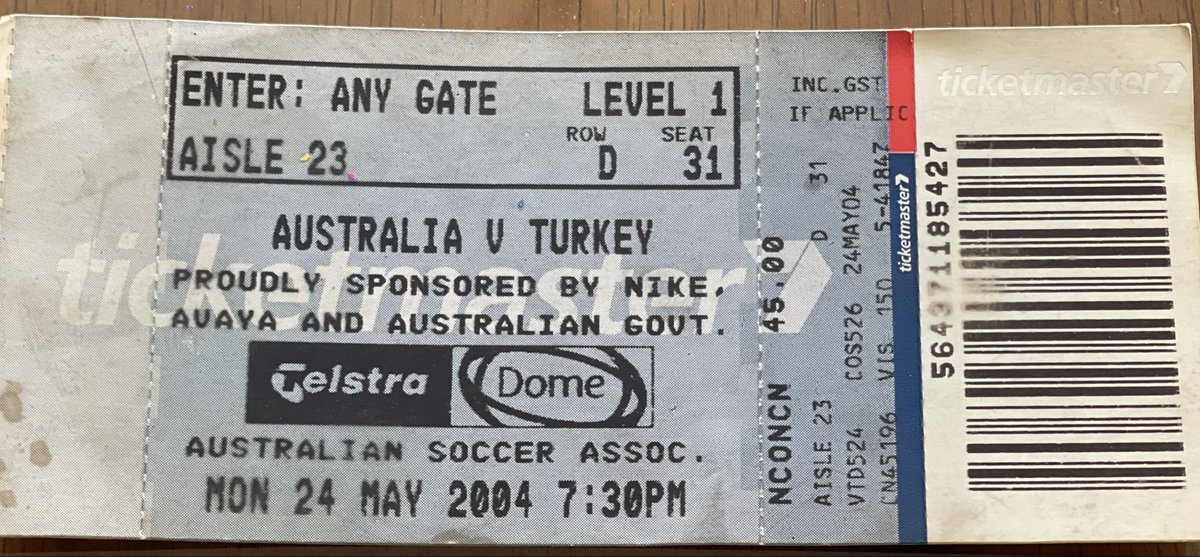 ENTER: ANY GATE LEVEL 1
ROW SEAT
AISLE 23 D 31
AUSTRALIA V TURKEY
ticketmaster
PROUDLY SPONSORED BY NIKE,
AVAYA AND AUSTRALIAN GOVT.
Telstra Dome
AUSTRALIAN SOCCER ASSOC.
MON 24 MAY 2004 7:30PM
INC.GST
IF APPLIC
NCONCN 45.00
AISLE 23 D 31
VTD524 COS526 24MAY04
CN45196 VIS 150 5-41847
ticketmaster
ticketmaster
564371185427